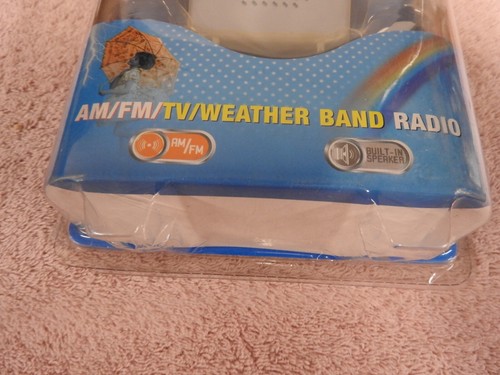 AM/FM/TV/WEATHER BAND RADIO
AM/FM
BUILT-IN
SPEAKER